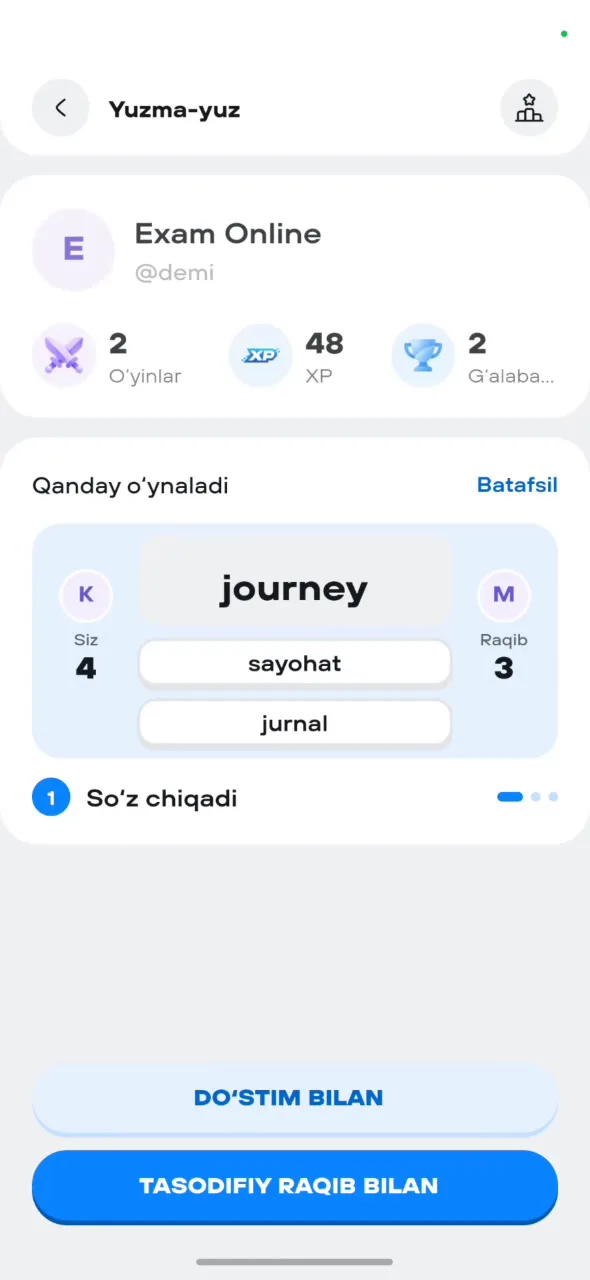 Yuzma-yuz
E
Exam Online
@demi
2
O‘yinlar
XP
48
XP
2
G‘alaba...
Qanday o‘ynaladi
Batafsil
K
Siz
4
journey
sayohat
jurnal
M
Raqib
3
1
So‘z chiqadi
DO‘STIM BILAN
TASODIFIY RAQIB BILAN